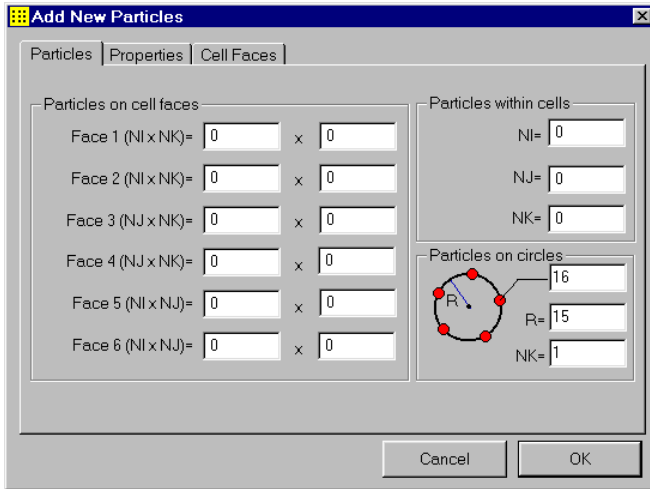 Add New Particles
Particles Properties Cell Faces
Particles on cell faces
Face 1 (NI x NK)= 0 x 0
Face 2 (NI x NK)= 0 x 0
Face 3 (NJ x NK)= 0 x 0
Face 4 (NJ x NK)= 0 x 0
Face 5 (NI x NJ)= 0 x 0
Face 6 (NI x NJ)= 0 x 0
Particles within cells
NI= 0
NJ= 0
NK= 0
Particles on circles
16
R
R= 15
NK= 1
Cancel OK